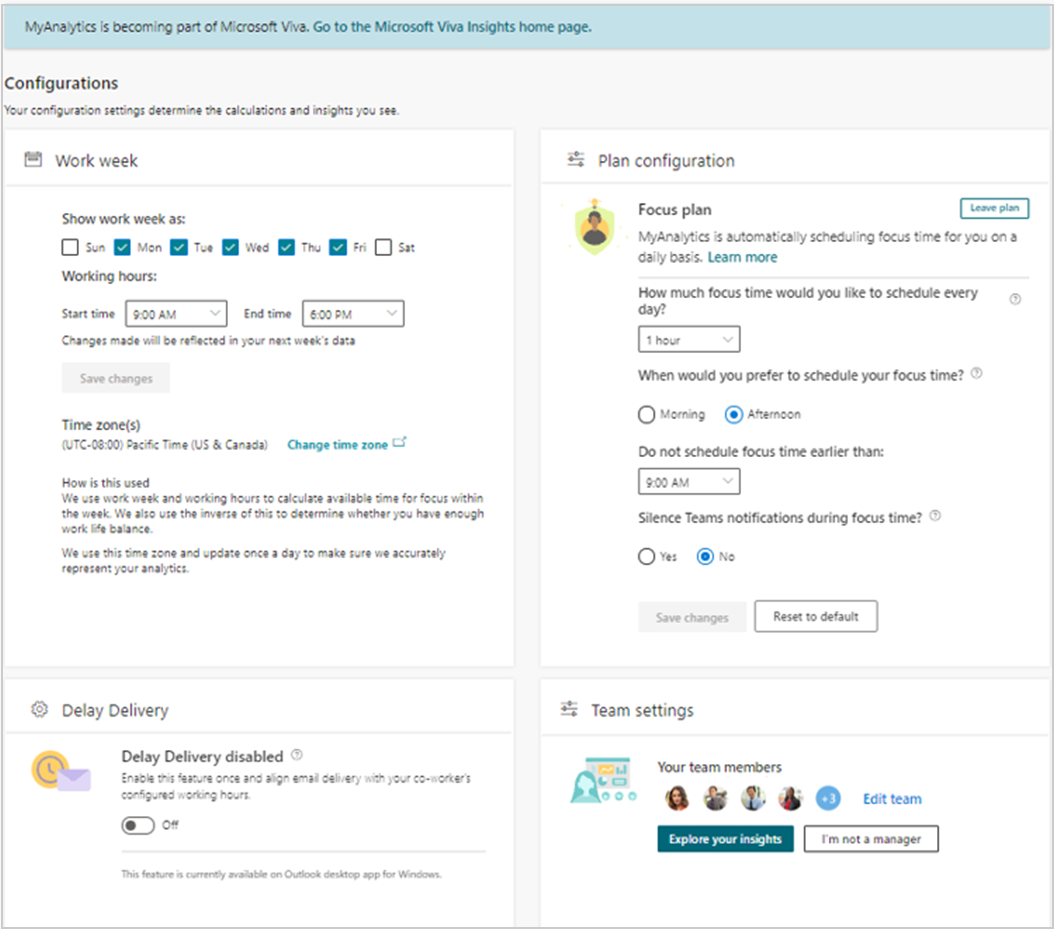 MyAnalytics is becoming part of Microsoft Viva. Go to the Microsoft Viva Insights home page.
Configurations
Your configuration settings determine the calculations and insights you see.
Work week
Show work week as:
Sun Mon Tue Wed Thu Fri Sat
Working hours:
Start time 9:00 AM End time 6:00 PM
Changes made will be reflected in your next week's data
Save changes
Time zone(s)
(UTC-08:00) Pacific Time (US & Canada) Change time zone
How is this used
We use work week and working hours to calculate available time for focus within
the week. We also use the inverse of this to determine whether you have enough
work life balance.
We use this time zone and update once a day to make sure we accurately
represent your analytics.
Plan configuration
Focus plan
Leave plan
MyAnalytics is automatically scheduling focus time for you on a
daily basis. Learn more
How much focus time would you like to schedule every
day?
1 hour
When would you prefer to schedule your focus time?
Morning Afternoon
Do not schedule focus time earlier than:
9:00 AM
Silence Teams notifications during focus time?
Yes No
Save changes Reset to default
Delay Delivery
Delay Delivery disabled
Enable this feature once and align email delivery with your co-worker's
configured working hours.
Off
This feature is currently available on Outlook desktop app for Windows.
Team settings
Your team members
+3 Edit team
Explore your insights I'm not a manager